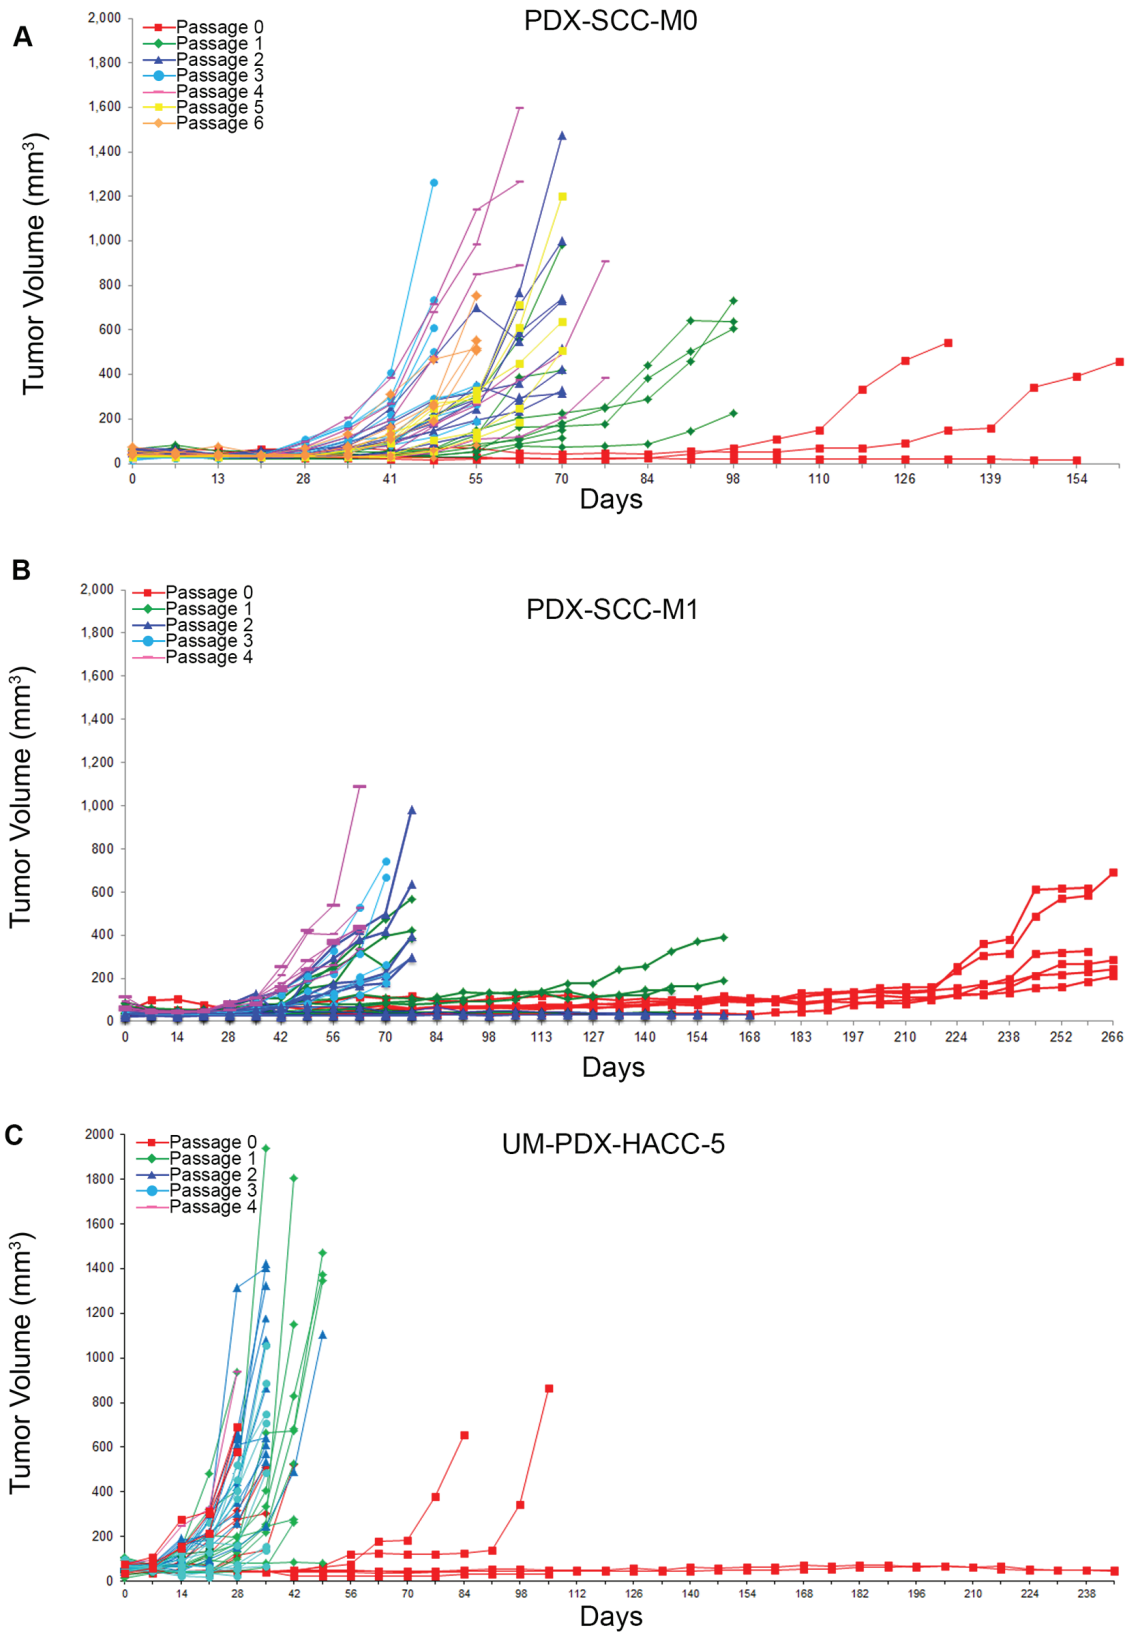 A
PDX-SCC-M0
Tumor Volume (mm³)
2,000
1,800
1,600
1,400
1,200
1,000
800
600
400
200
0
Passage 0
Passage 1
Passage 2
Passage 3
Passage 4
Passage 5
Passage 6
0 13 28 41 55 70 84 98 110 126 139 154
Days
B
PDX-SCC-M1
Tumor Volume (mm³)
2,000
1,800
1,600
1,400
1,200
1,000
800
600
400
200
0
Passage 0
Passage 1
Passage 2
Passage 3
Passage 4
0 14 28 42 56 70 84 98 113 127 140 154 168 183 197 210 224 238 252 266
Days
C
UM-PDX-HACC-5
Tumor Volume (mm³)
2000
1800
1600
1400
1200
1000
800
600
400
200
0
Passage 0
Passage 1
Passage 2
Passage 3
Passage 4
0 14 28 42 56 70 84 98 112 126 140 154 168 182 196 210 224 238
Days